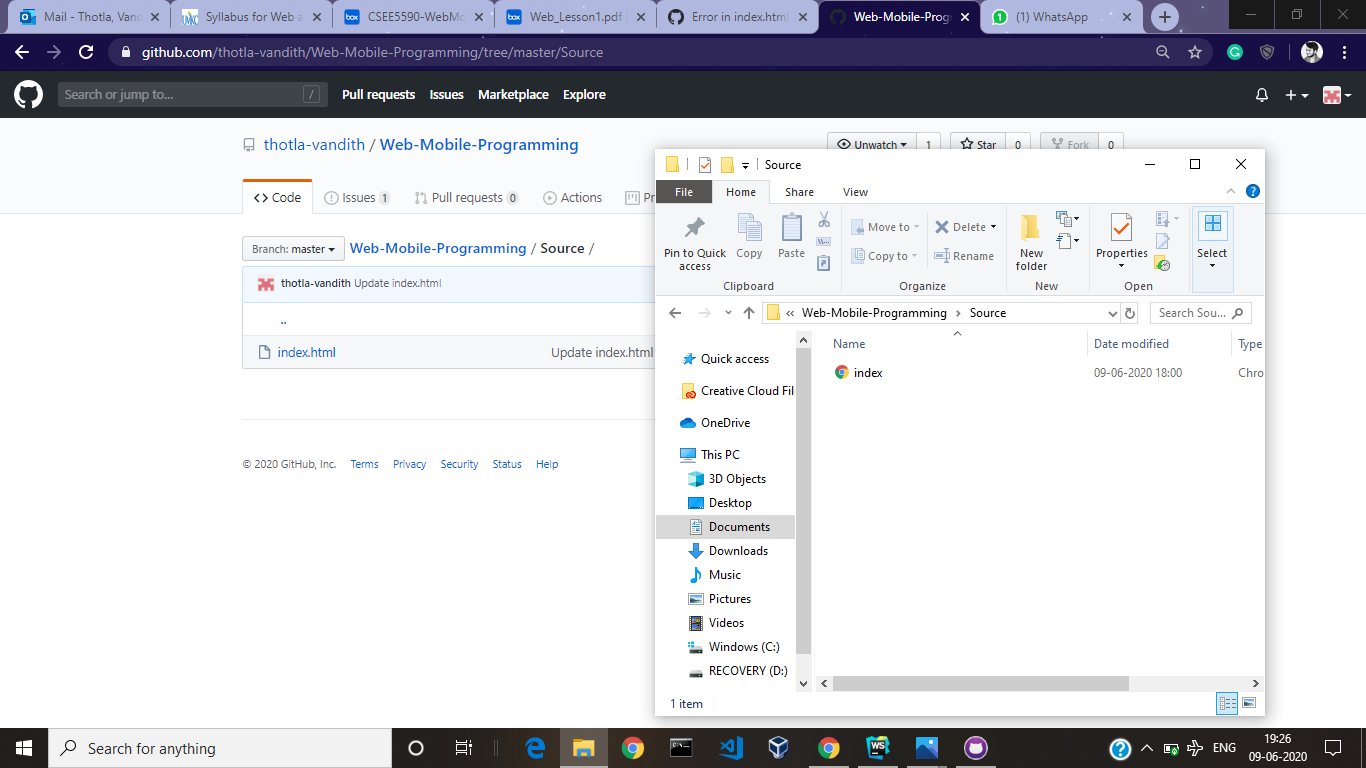 Mail - Thotla, Vand
Syllabus for Web a
CSEE5590-WebMo
Web_Lesson1.pdf
Error in index.html
Web-Mobile-Prog
(1) WhatsApp
github.com/thotla-vandith/Web-Mobile-Programming/tree/master/Source
Search or jump to... /
Pull requests Issues Marketplace Explore
thotla-vandith / Web-Mobile-Programming
Unwatch 1 Star 0 Fork 0
Code Issues 1 Pull requests 0 Actions Pr
Branch: master Web-Mobile-Programming / Source /
thotla-vandith Update index.html
..
index.html Update index.html
© 2020 GitHub, Inc. Terms Privacy Security Status Help
Source
File Home Share View
Pin to Quick access
Copy
Paste
Clipboard
Move to
Copy to
Delete
Rename
Organize
New folder
New
Properties
Open
Select
« Web-Mobile-Programming › Source
Search Sou...
Quick access
Creative Cloud Fil
OneDrive
This PC
3D Objects
Desktop
Documents
Downloads
Music
Pictures
Videos
Windows (C:)
RECOVERY (D:)
Name Date modified Type
index 09-06-2020 18:00 Chro
1 item
Search for anything
ENG
19:26
09-06-2020